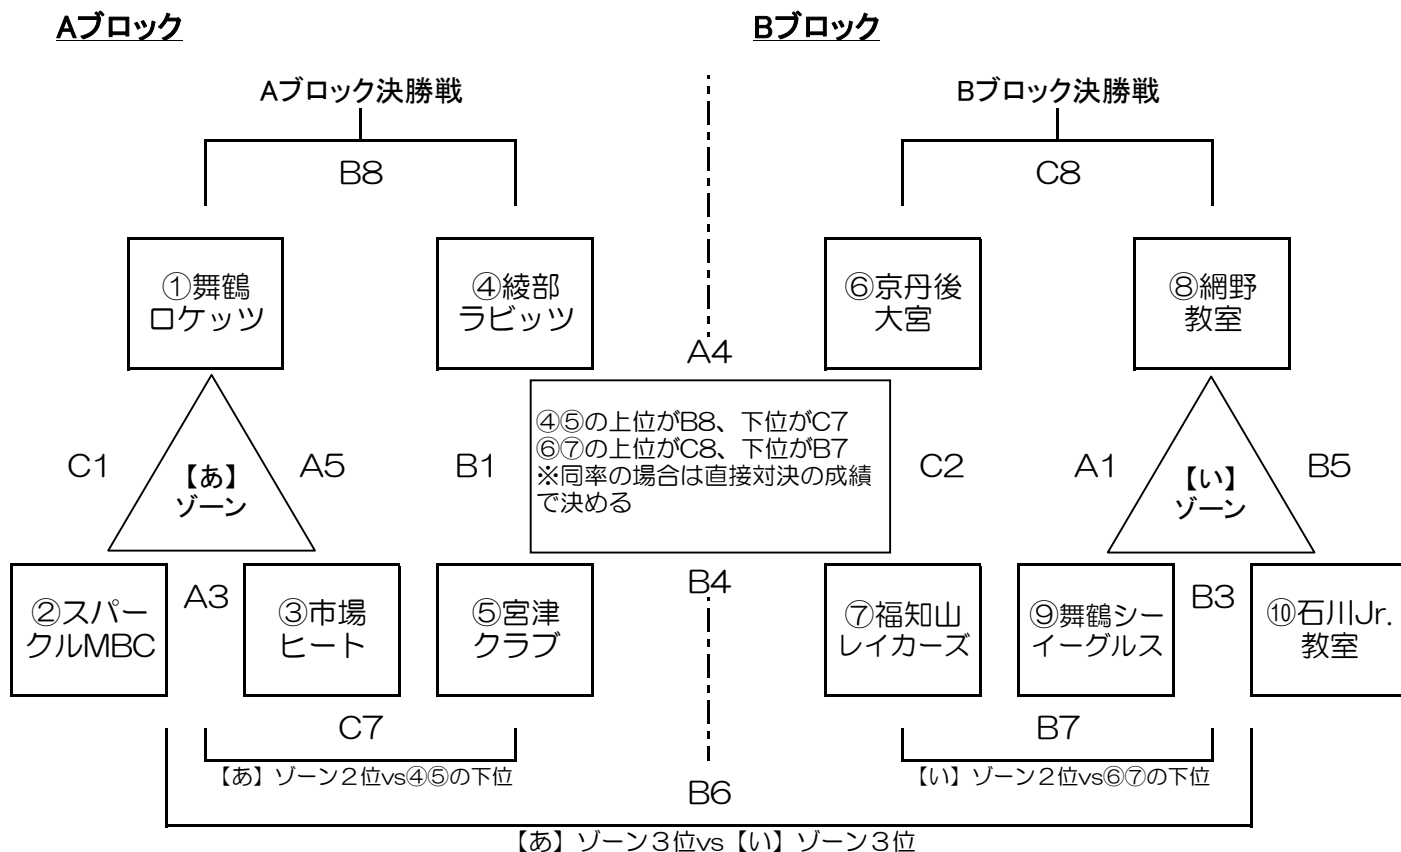 Aブロック
Bブロック
Aブロック決勝戦
Bブロック決勝戦
B8
C8
①舞鶴
ロケッツ
④綾部
ラビッツ
⑥京丹後
大宮
⑧網野
教室
A4
④⑤の上位がB8、下位がC7
⑥⑦の上位がC8、下位がB7
※同率の場合は直接対決の成績
で決める
C1
【あ】
ゾーン
A5
B1
C2
A1
【い】
ゾーン
B5
B4
②スパー
クルMBC
A3
③市場
ヒート
⑤宮津
クラブ
⑦福知山
レイカーズ
⑨舞鶴シー
イーグルス
B3
⑩石川Jr.
教室
C7
B7
【あ】ゾーン２位vs④⑤の下位
【い】ゾーン２位vs⑥⑦の下位
B6
【あ】ゾーン３位vs【い】ゾーン３位